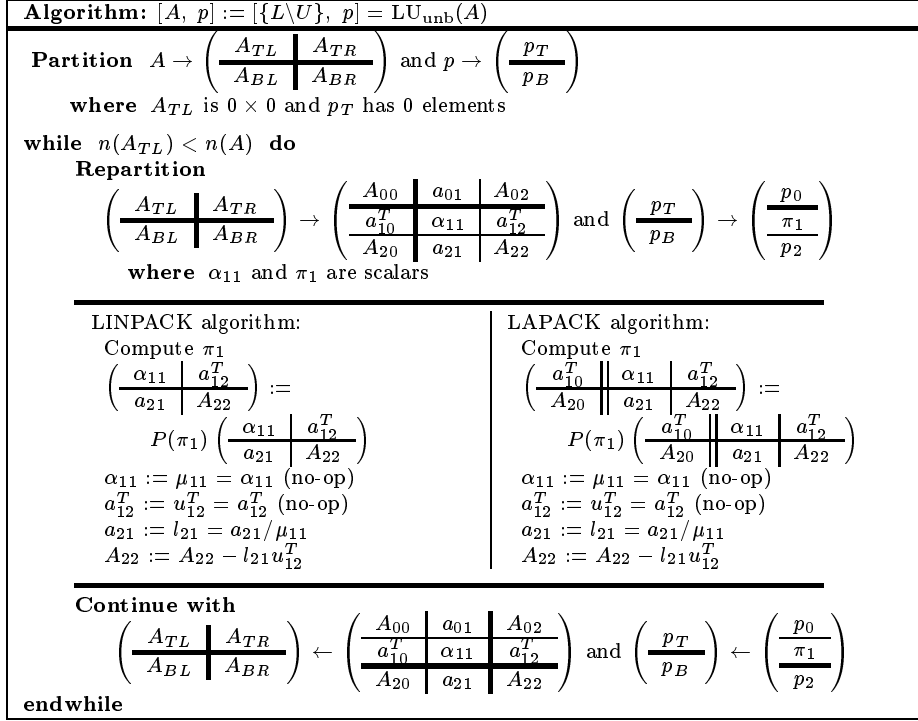 Algorithm: [A, p] := [{L\U}, p] = LU_unb(A)
Partition A → ( A_TL | A_TR ; A_BL | A_BR ) and p → ( p_T ; p_B )
where A_TL is 0 × 0 and p_T has 0 elements
while n(A_TL) < n(A) do
Repartition
( A_TL | A_TR ; A_BL | A_BR ) → ( A_00 | a_01 | A_02 ; a_10^T | α_11 | a_12^T ; A_20 | a_21 | A_22 ) and ( p_T ; p_B ) → ( p_0 ; π_1 ; p_2 )
where α_11 and π_1 are scalars
LINPACK algorithm:
Compute π_1
( α_11 | a_12^T ; a_21 | A_22 ) :=
P(π_1) ( α_11 | a_12^T ; a_21 | A_22 )
α_11 := μ_11 = α_11 (no-op)
a_12^T := u_12^T = a_12^T (no-op)
a_21 := l_21 = a_21/μ_11
A_22 := A_22 − l_21 u_12^T
LAPACK algorithm:
Compute π_1
( a_10^T || α_11 | a_12^T ; A_20 || a_21 | A_22 ) :=
P(π_1) ( a_10^T || α_11 | a_12^T ; A_20 || a_21 | A_22 )
α_11 := μ_11 = α_11 (no-op)
a_12^T := u_12^T = a_12^T (no-op)
a_21 := l_21 = a_21/μ_11
A_22 := A_22 − l_21 u_12^T
Continue with
( A_TL | A_TR ; A_BL | A_BR ) ← ( A_00 | a_01 | A_02 ; a_10^T | α_11 | a_12^T ; A_20 | a_21 | A_22 ) and ( p_T ; p_B ) ← ( p_0 ; π_1 ; p_2 )
endwhile